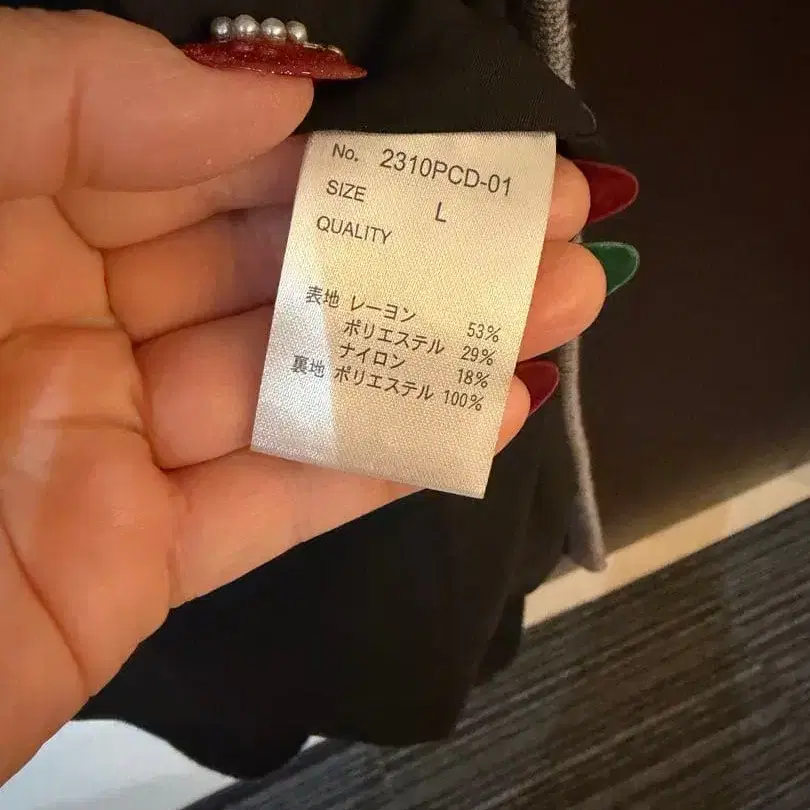 No. 2310PCD-01
SIZE L
QUALITY
表地 レーヨン 53%
ポリエステル 29%
ナイロン 18%
裏地 ポリエステル 100%